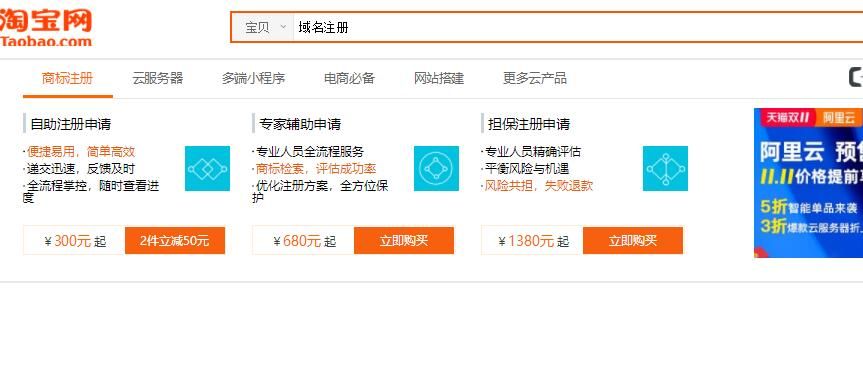 淘宝网
Taobao.com
宝贝 域名注册
商标注册 云服务器 多端小程序 电商必备 网站搭建 更多云产品
自助注册申请
·便捷易用，简单高效
·递交迅速，反馈及时
·全流程掌控，随时查看进
度
￥300元 起 2件立减50元
专家辅助申请
·专业人员全流程服务
·商标检索，评估成功率
·优化注册方案，全方位保
护
￥680元 起 立即购买
担保注册申请
·专业人员精确评估
·平衡风险与机遇
·风险共担，失败退款
￥1380元 起 立即购买
天猫双11 阿里云
阿里云 预
11.11价格提前
5折智能单品来袭
3折爆款云服务器折